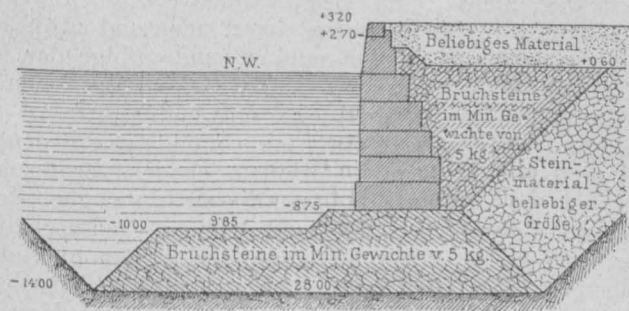 +3.20
+2.70
Beliebiges Material
N.W.
+0.60
Bruchsteine
im Min. Ge-
wichte von
5 kg
Stein-
material
beliebiger
Größe
-8.75
-10.00
9.85
Bruchsteine im Min. Gewichte v. 5 kg.
-14.00
28.00